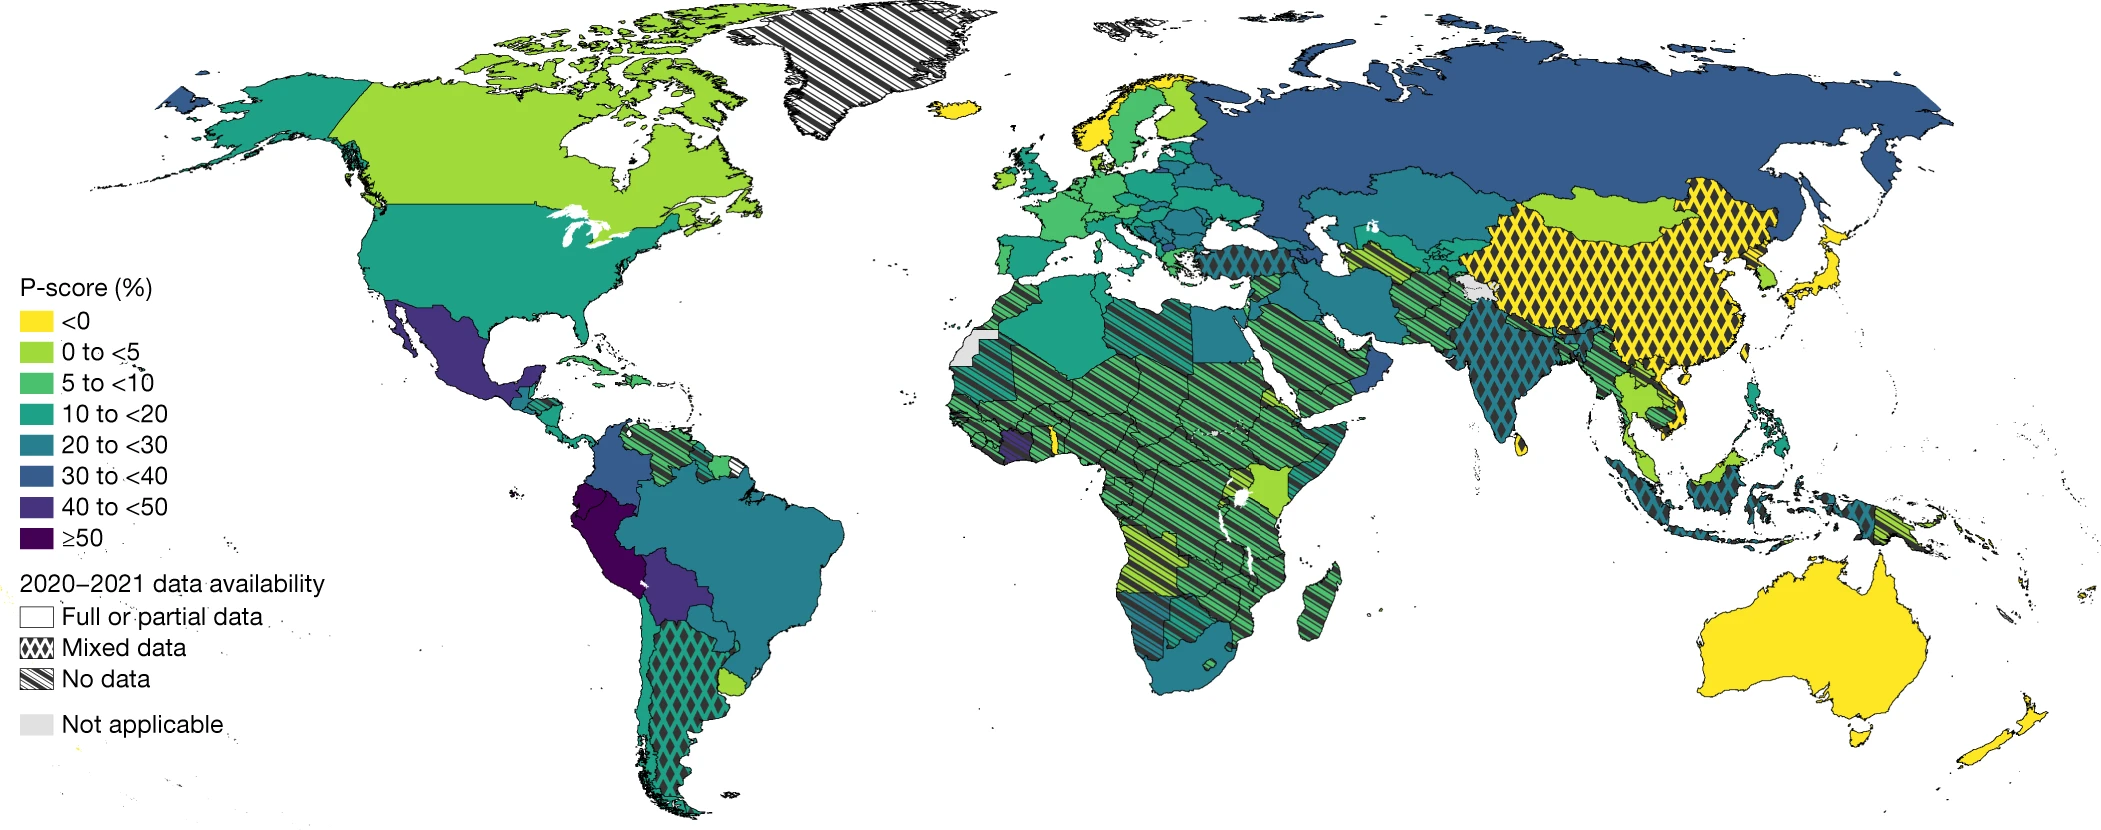 P-score (%)
<0
0 to <5
5 to <10
10 to <20
20 to <30
30 to <40
40 to <50
≥50
2020–2021 data availability
Full or partial data
Mixed data
No data
Not applicable